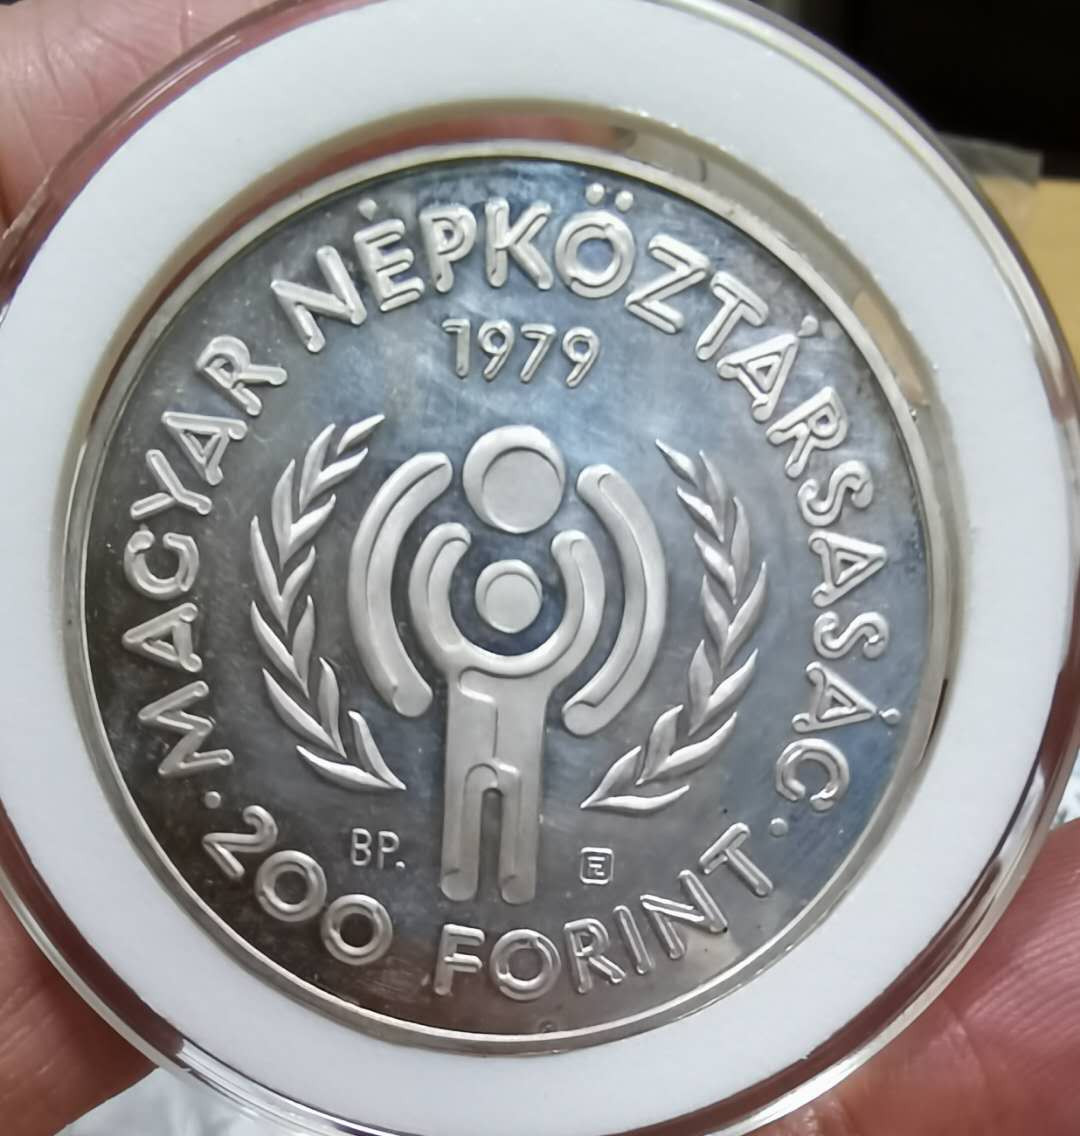 MAGYAR NÉPKÖZTÁRSASÁG
1979
BP.
F.
200 FORINT